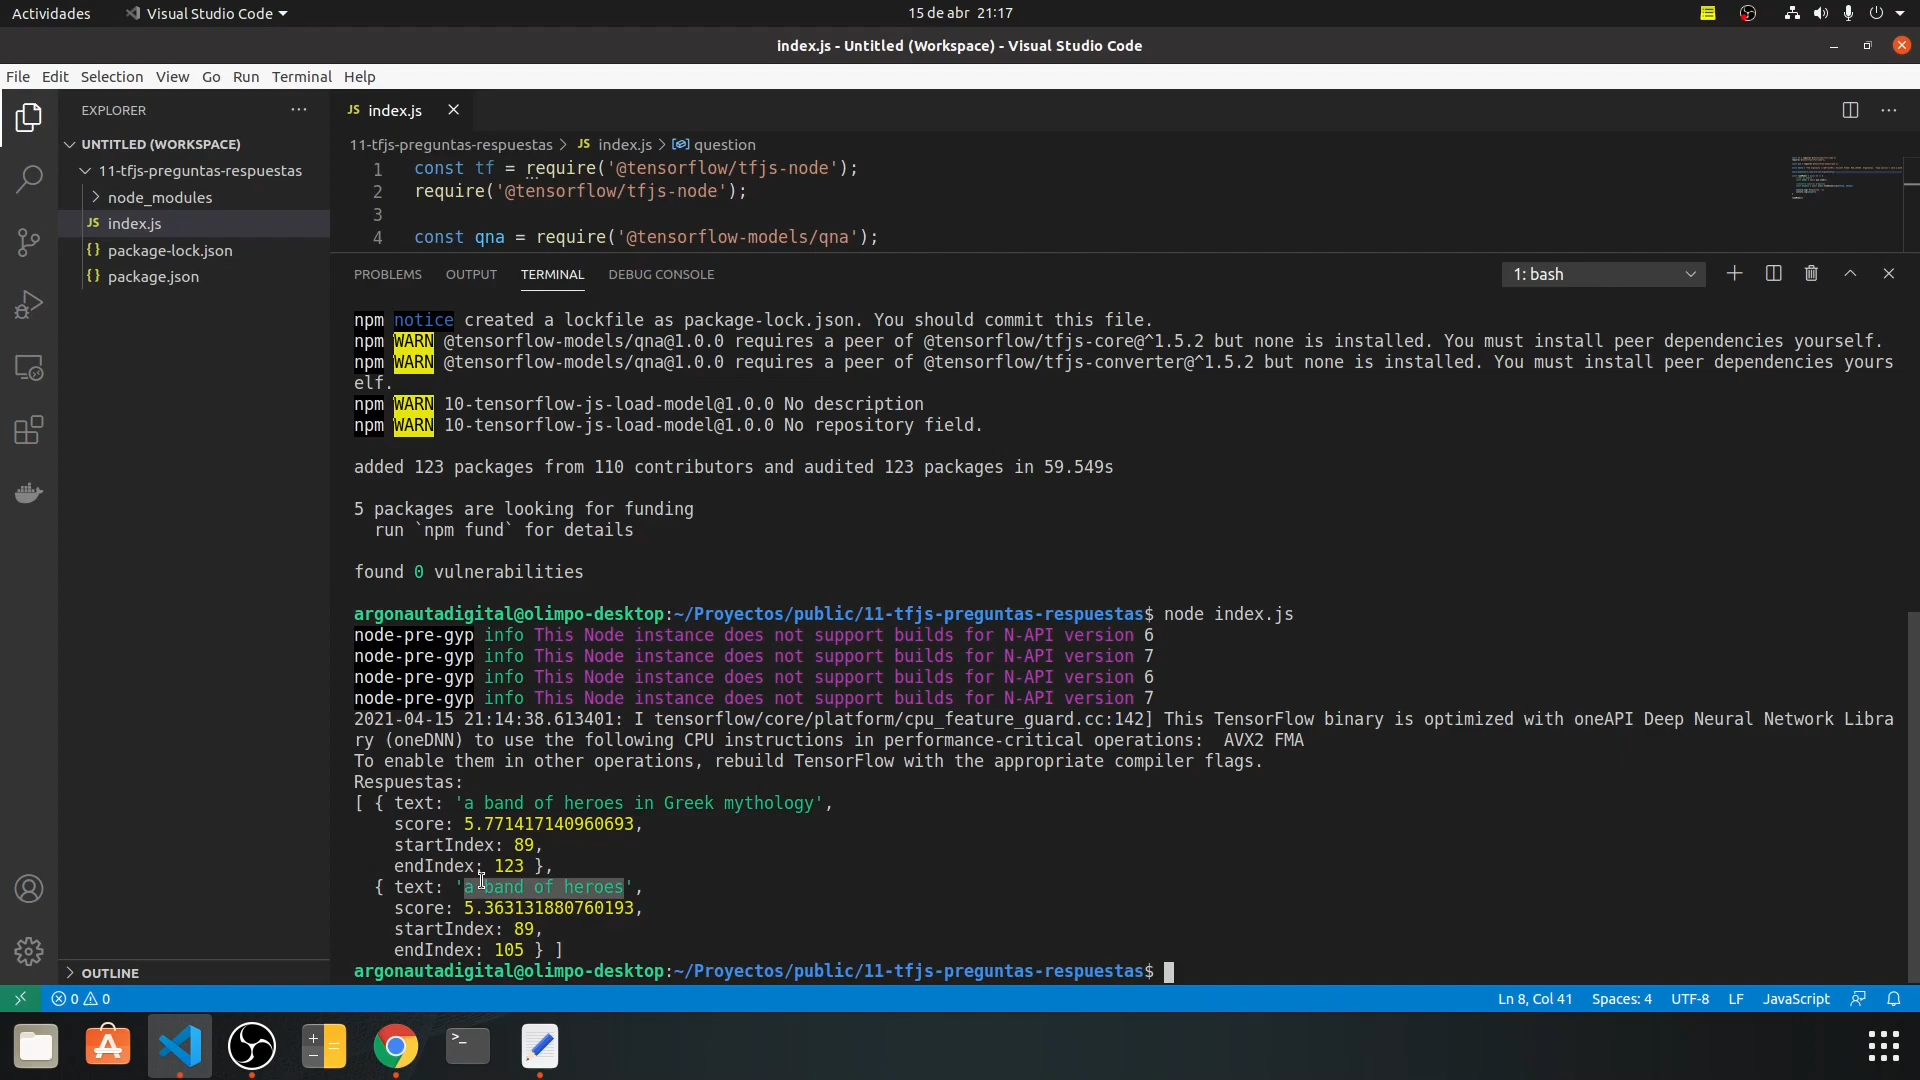 Actividades
Visual Studio Code
15 de abr 21:17
index.js - Untitled (Workspace) - Visual Studio Code
File Edit Selection View Go Run Terminal Help
EXPLORER
UNTITLED (WORKSPACE)
11-tfjs-preguntas-respuestas
node_modules
JS index.js
{} package-lock.json
{} package.json
OUTLINE
JS index.js
11-tfjs-preguntas-respuestas > JS index.js > question
1 const tf = require('@tensorflow/tfjs-node');
2 require('@tensorflow/tfjs-node');
3
4 const qna = require('@tensorflow-models/qna');
PROBLEMS OUTPUT TERMINAL DEBUG CONSOLE
1: bash
npm notice created a lockfile as package-lock.json. You should commit this file.
npm WARN @tensorflow-models/qna@1.0.0 requires a peer of @tensorflow/tfjs-core@^1.5.2 but none is installed. You must install peer dependencies yourself.
npm WARN @tensorflow-models/qna@1.0.0 requires a peer of @tensorflow/tfjs-converter@^1.5.2 but none is installed. You must install peer dependencies yours
elf.
npm WARN 10-tensorflow-js-load-model@1.0.0 No description
npm WARN 10-tensorflow-js-load-model@1.0.0 No repository field.
added 123 packages from 110 contributors and audited 123 packages in 59.549s
5 packages are looking for funding
run `npm fund` for details
found 0 vulnerabilities
argonautadigital@olimpo-desktop:~/Proyectos/public/11-tfjs-preguntas-respuestas$ node index.js
node-pre-gyp info This Node instance does not support builds for N-API version 6
node-pre-gyp info This Node instance does not support builds for N-API version 7
node-pre-gyp info This Node instance does not support builds for N-API version 6
node-pre-gyp info This Node instance does not support builds for N-API version 7
2021-04-15 21:14:38.613401: I tensorflow/core/platform/cpu_feature_guard.cc:142] This TensorFlow binary is optimized with oneAPI Deep Neural Network Libra
ry (oneDNN) to use the following CPU instructions in performance-critical operations:  AVX2 FMA
To enable them in other operations, rebuild TensorFlow with the appropriate compiler flags.
Respuestas:
[ { text: 'a band of heroes in Greek mythology',
score: 5.771417140960693,
startIndex: 89,
endIndex: 123 },
{ text: 'a band of heroes',
score: 5.363131880760193,
startIndex: 89,
endIndex: 105 } ]
argonautadigital@olimpo-desktop:~/Proyectos/public/11-tfjs-preguntas-respuestas$
0 0
Ln 8, Col 41 Spaces: 4 UTF-8 LF JavaScript